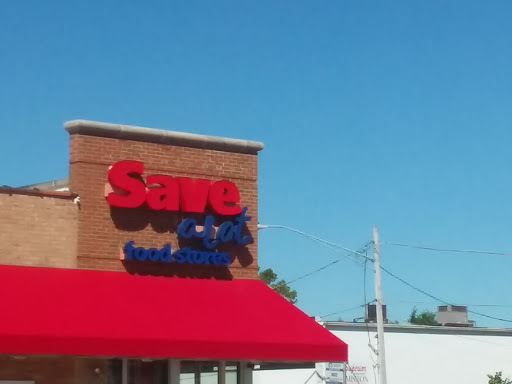 Save
a lot
food stores